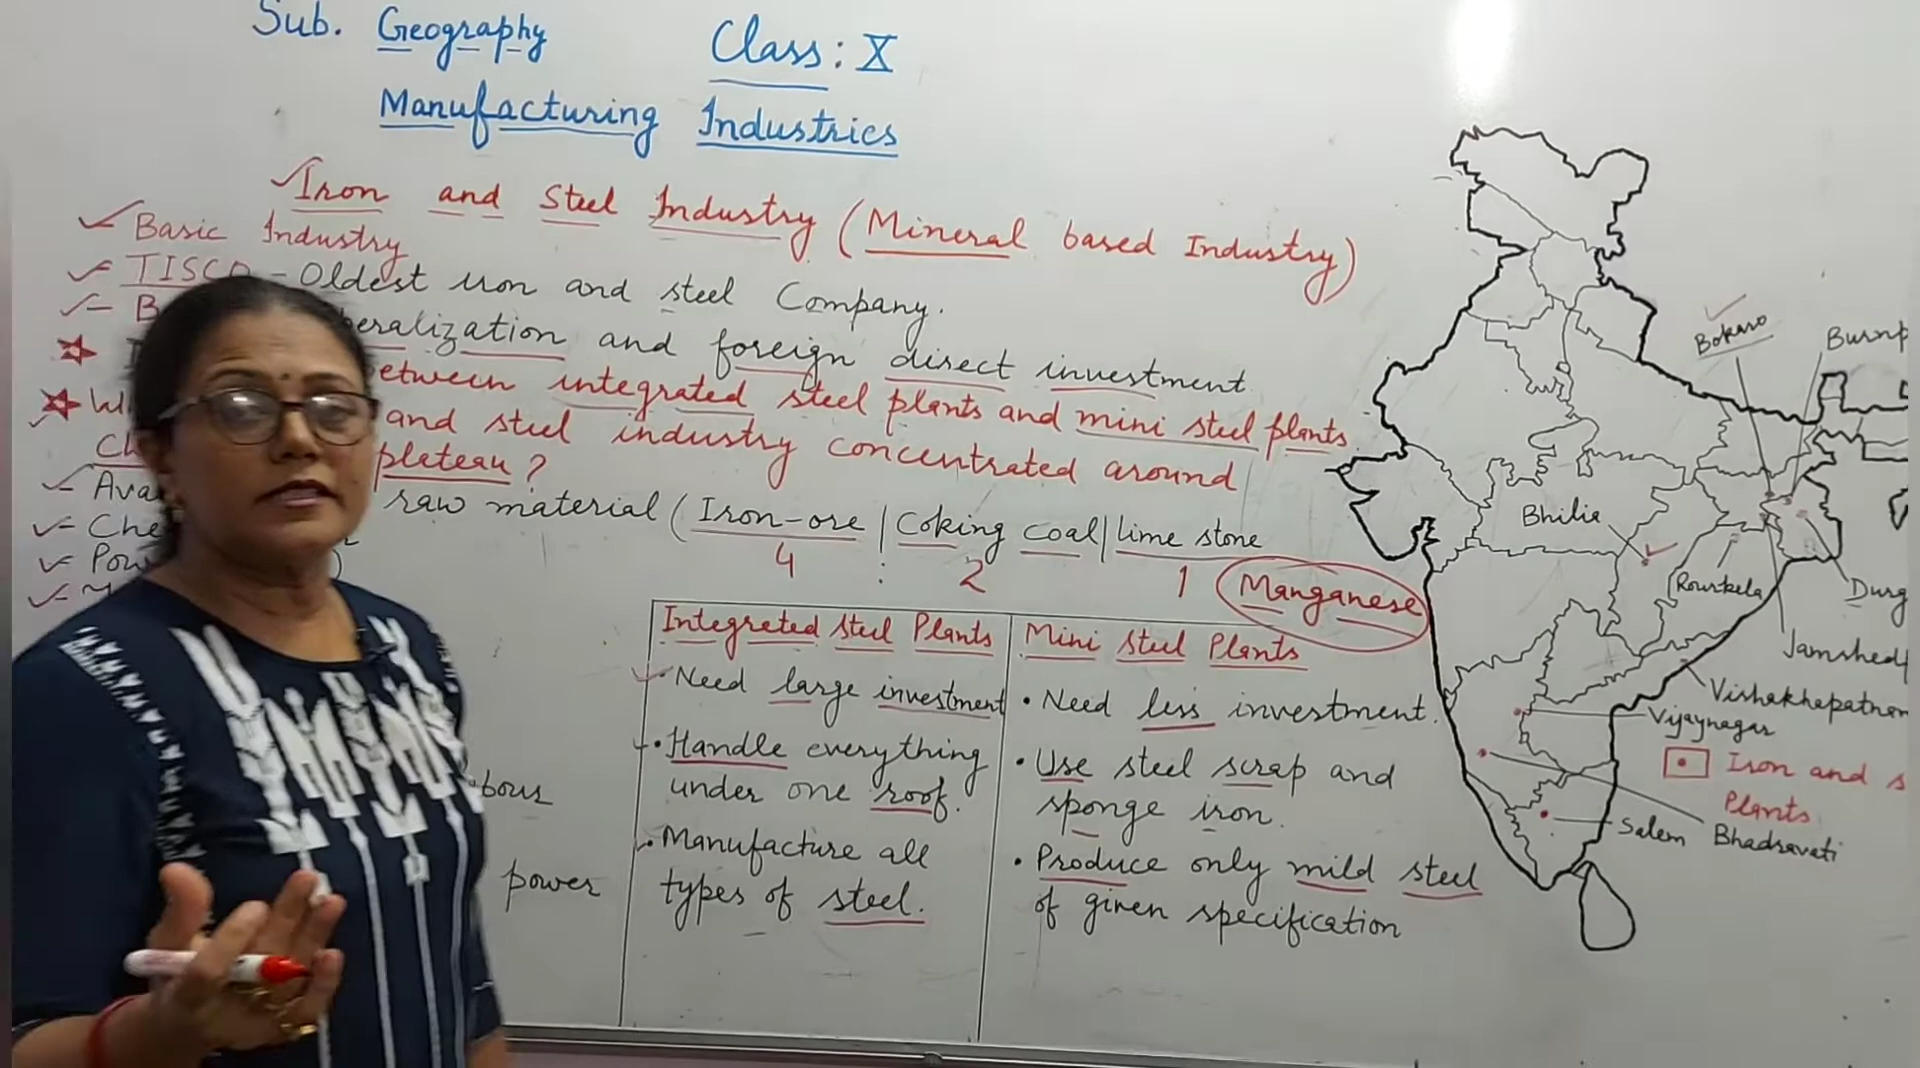 Sub. Geography Class: X
Manufacturing Industries
Iron and Steel Industry (Mineral based Industry)
Basic Industry
TISCO - Oldest iron and steel Company.
and foreign direct investment
integrated steel plants and mini steel plants
and steel industry concentrated around
plateau?
raw material (Iron-ore | Coking coal | lime stone
4 : 2 1 Manganese
power
Integreted steel Plants
Need large investment
Handle everything
under one roof.
Manufacture all
types of steel.
Mini steel Plants
Need less investment.
Use steel scrap and
sponge iron.
Produce only mild steel
of given specification
Bokaro
Burnp
Bhilia
Rourkela
Durg
Jamshed
Vishakhapatnam
Vijaynagar
Iron and s
Plants
Salem
Bhadravati